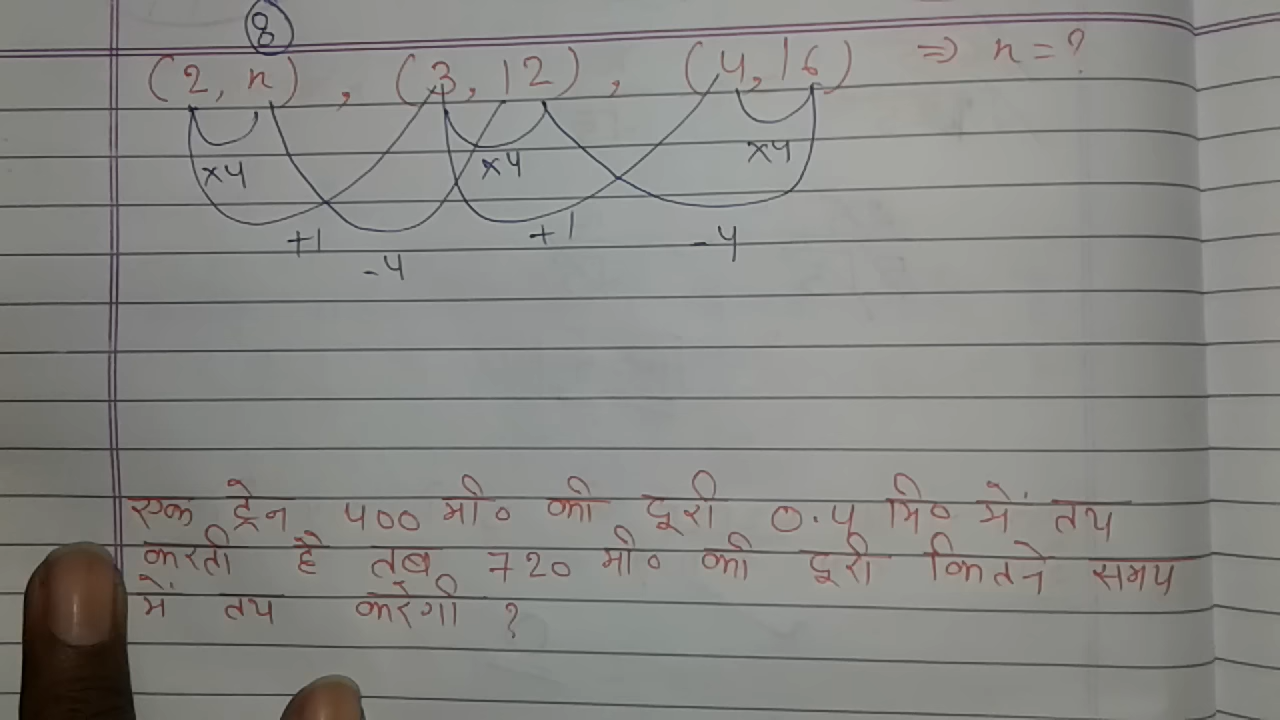 8
(2, n) , (3, 12) , (4, 16) ⇒ n = ?
×4 ×4 ×4
+1 -4 +1 -4
एक ट्रेन 400 मी० की दूरी 0.4 मि० में तय
करती है तब 720 मी० की दूरी कितने समय
में तय करेगी ?